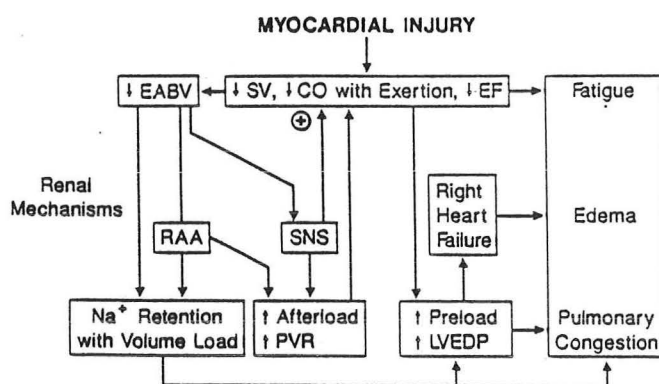 MYOCARDIAL INJURY
↓ EABV
↓ SV, ↓ CO with Exertion, ↓ EF
Fatigue
+
Renal
Mechanisms
Right
Heart
Failure
Edema
RAA
SNS
Na+ Retention
with Volume Load
↑ Afterload
↑ PVR
↑ Preload
↑ LVEDP
Pulmonary
Congestion